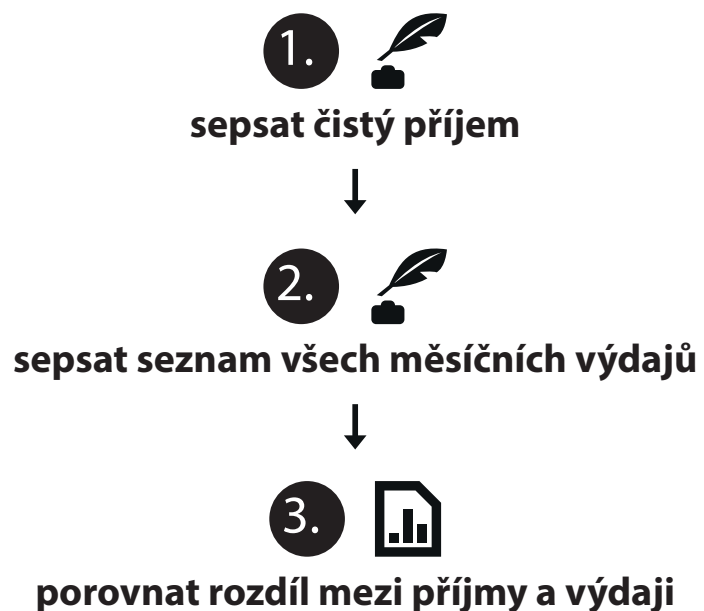 1.
sepsat čistý příjem
2.
sepsat seznam všech měsíčních výdajů
3.
porovnat rozdíl mezi příjmy a výdaji